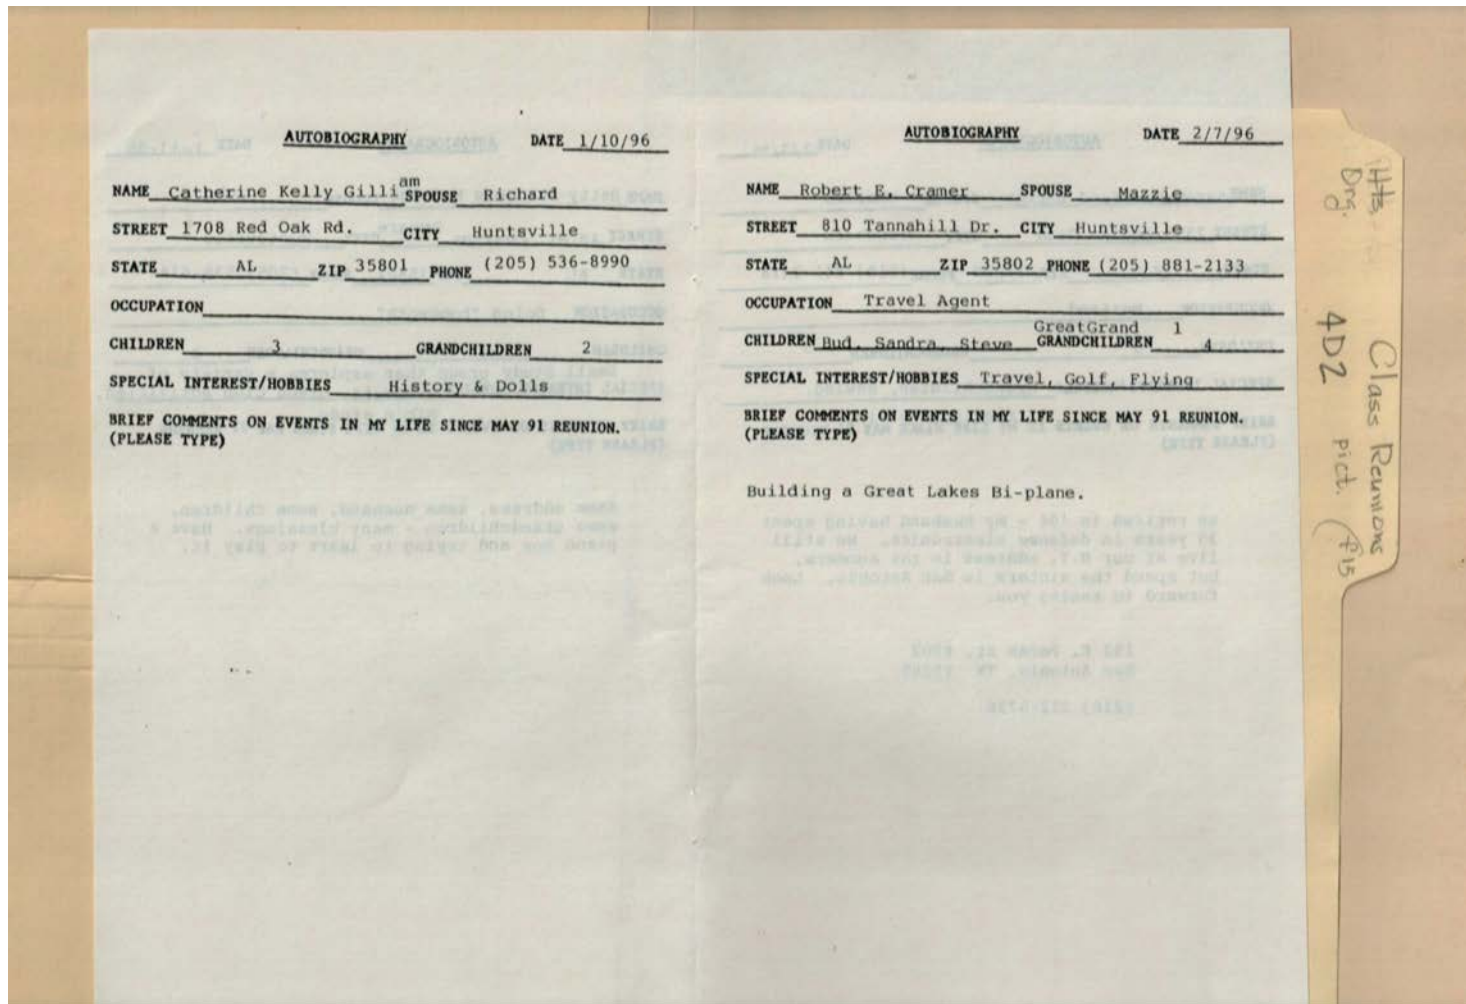 AUTOBIOGRAPHY DATE 1/10/96
NAME Catherine Kelly Gilliam SPOUSE Richard
STREET 1708 Red Oak Rd. CITY Huntsville
STATE AL ZIP 35801 PHONE (205) 536-8990
OCCUPATION
CHILDREN 3 GRANDCHILDREN 2
SPECIAL INTEREST/HOBBIES History & Dolls
BRIEF COMMENTS ON EVENTS IN MY LIFE SINCE MAY 91 REUNION.
(PLEASE TYPE)
AUTOBIOGRAPHY DATE 2/7/96
NAME Robert E. Cramer SPOUSE Mazzie
STREET 810 Tannahill Dr. CITY Huntsville
STATE AL ZIP 35802 PHONE (205) 881-2133
OCCUPATION Travel Agent
GreatGrand 1
CHILDREN Bud, Sandra, Steve GRANDCHILDREN 4
SPECIAL INTEREST/HOBBIES Travel, Golf, Flying
BRIEF COMMENTS ON EVENTS IN MY LIFE SINCE MAY 91 REUNION.
(PLEASE TYPE)
Building a Great Lakes Bi-plane.
Class Reunions
4D2 pict.